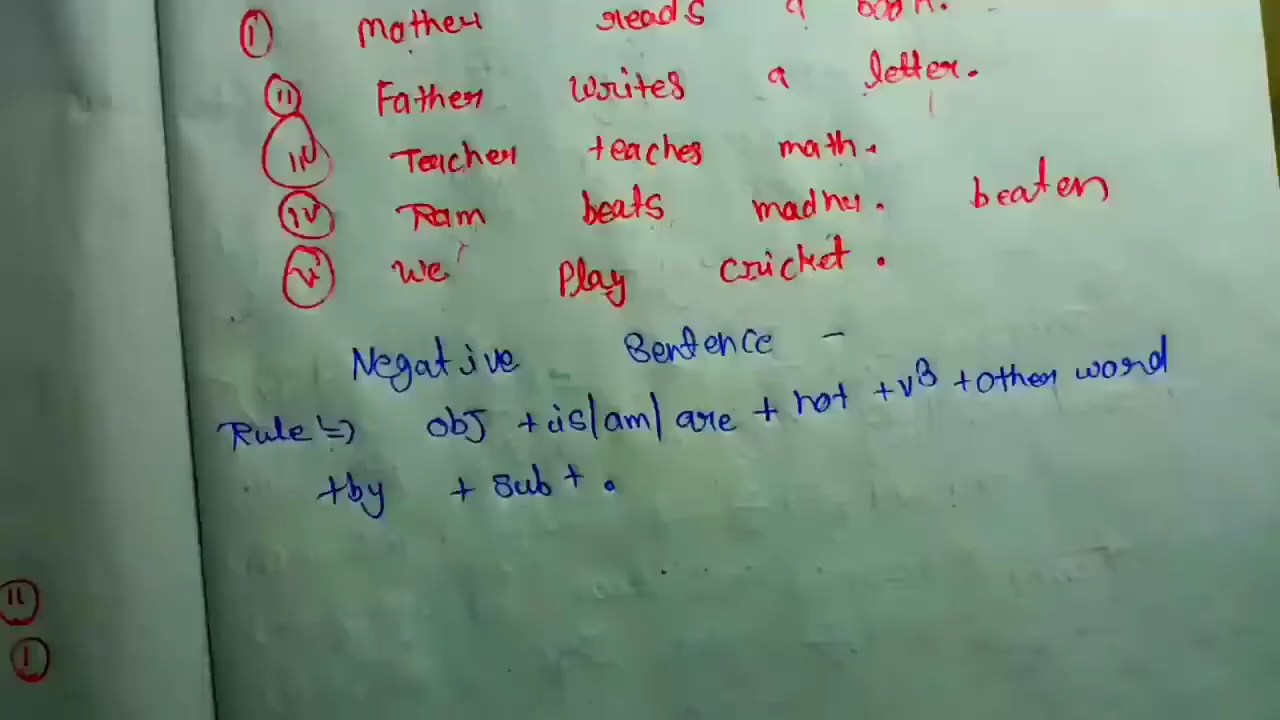 (i) Mother reads a book.
(ii) Father writes a letter.
(iii) Teacher teaches math.
(iv) Ram beats madhu. beaten
(v) We play cricket.
Negative Sentence -
Rule => obj + is/am/are + not + v3 + other word
+by + sub + .
(ii)
(i)